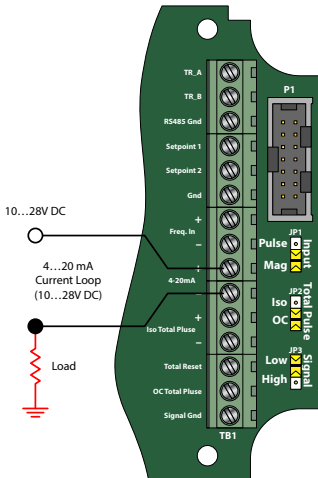 TR_A
TR_B
RS485 Gnd
Setpoint 1
Setpoint 2
Gnd
+
Freq. In
–
+
4-20mA
–
+
Iso Total Pluse
–
Total Reset
OC Total Pluse
Signal Gnd
TB1
P1
JP1
Pulse
Mag
Input
JP2
Iso
OC
Total Pulse
JP3
Low
High
Signal
10…28V DC
4…20 mA
Current Loop
(10…28V DC)
Load